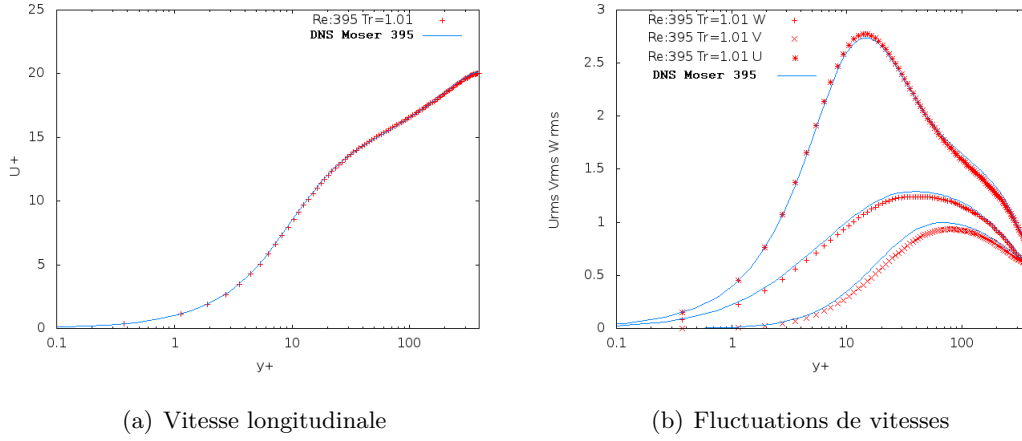 25
20
15
10
5
0
0.1
1
10
100
U+
y+
Re:395 Tr=1.01
DNS Moser 395
(a) Vitesse longitudinale
3
2.5
2
1.5
1
0.5
0
0.1
1
10
100
Urms Vrms W rms
y+
Re:395 Tr=1.01 W
Re:395 Tr=1.01 V
Re:395 Tr=1.01 U
DNS Moser 395
(b) Fluctuations de vitesses